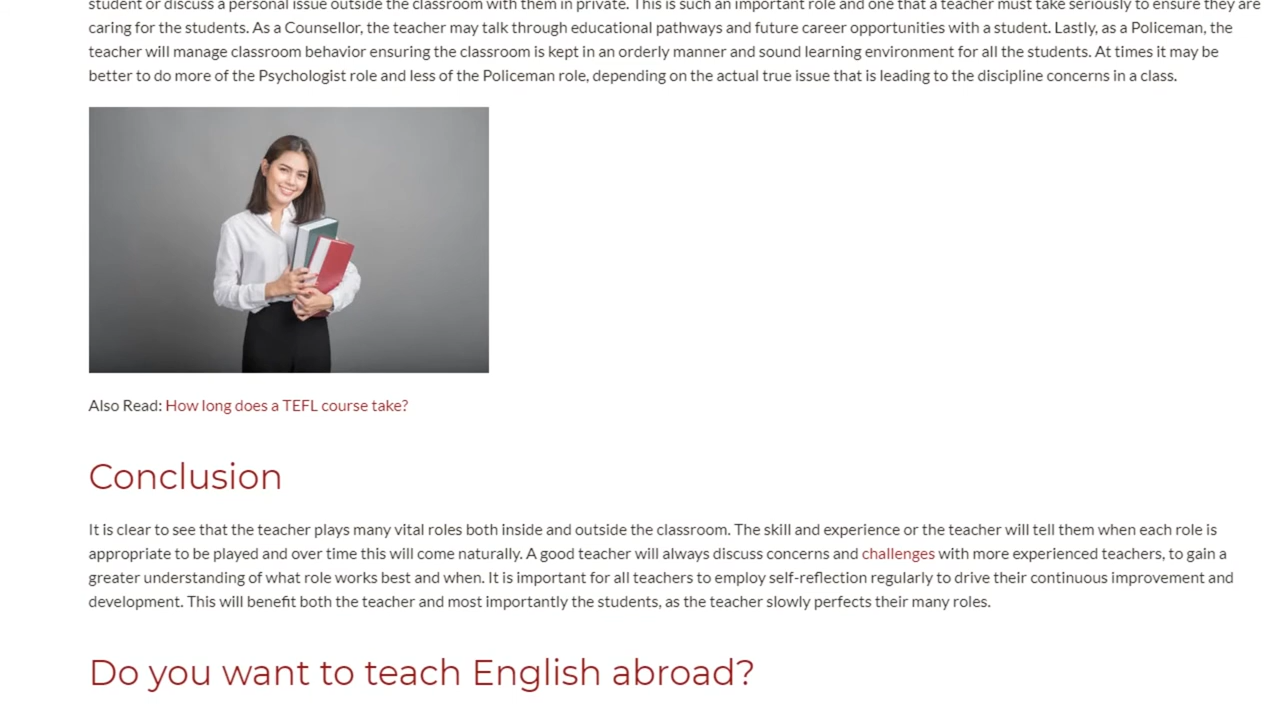 student or discuss a personal issue outside the classroom with them in private. This is such an important role and one that a teacher must take seriously to ensure they are
caring for the students. As a Counsellor, the teacher may talk through educational pathways and future career opportunities with a student. Lastly, as a Policeman, the
teacher will manage classroom behavior ensuring the classroom is kept in an orderly manner and sound learning environment for all the students. At times it may be
better to do more of the Psychologist role and less of the Policeman role, depending on the actual true issue that is leading to the discipline concerns in a class.
Also Read: How long does a TEFL course take?
Conclusion
It is clear to see that the teacher plays many vital roles both inside and outside the classroom. The skill and experience or the teacher will tell them when each role is
appropriate to be played and over time this will come naturally. A good teacher will always discuss concerns and challenges with more experienced teachers, to gain a
greater understanding of what role works best and when. It is important for all teachers to employ self-reflection regularly to drive their continuous improvement and
development. This will benefit both the teacher and most importantly the students, as the teacher slowly perfects their many roles.
Do you want to teach English abroad?